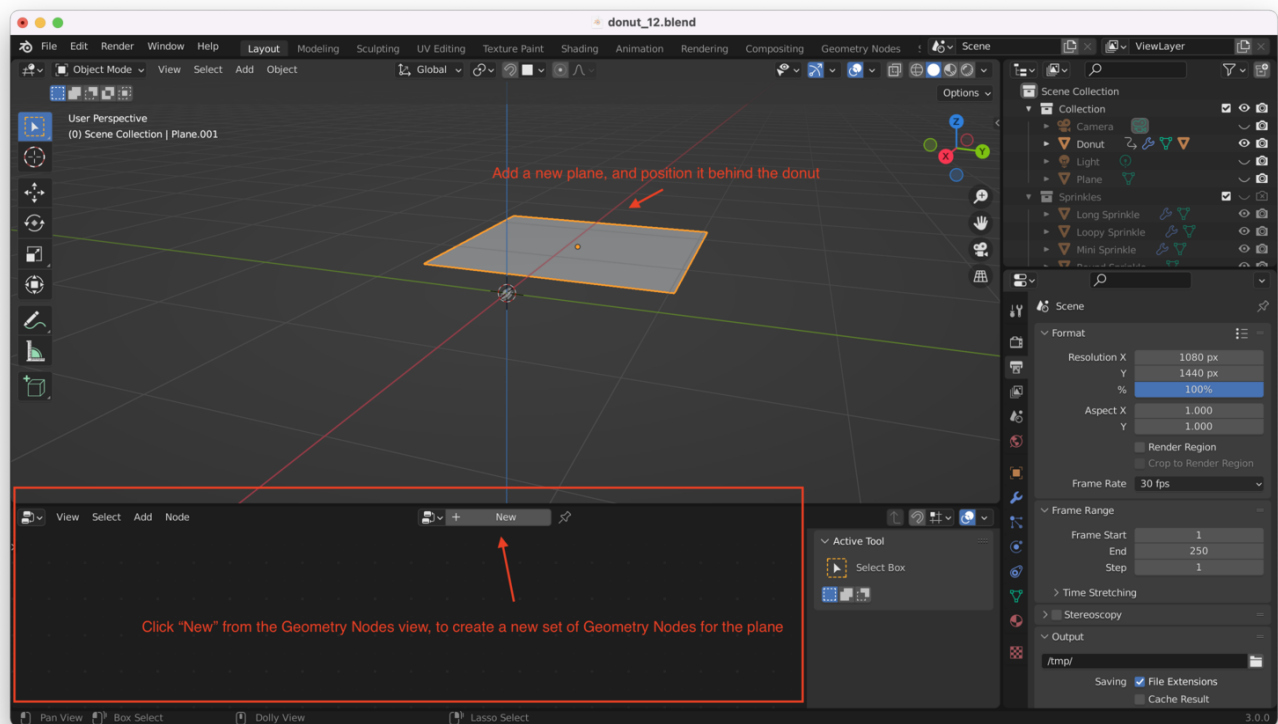 donut_12.blend
File Edit Render Window Help Layout Modeling Sculpting UV Editing Texture Paint Shading Animation Rendering Compositing Geometry Nodes Scene ViewLayer
Object Mode View Select Add Object Global
Options
User Perspective
(0) Scene Collection | Plane.001
Z
Y
X
Add a new plane, and position it behind the donut
Scene Collection
Collection
Camera
Donut
Light
Plane
Sprinkles
Long Sprinkle
Loopy Sprinkle
Mini Sprinkle
Scene
Format
Resolution X 1080 px
Y 1440 px
% 100%
Aspect X 1.000
Y 1.000
Render Region
Crop to Render Region
Frame Rate 30 fps
Frame Range
Frame Start 1
End 250
Step 1
Time Stretching
Stereoscopy
Output
/tmp/
Saving File Extensions
Cache Result
View Select Add Node + New
Active Tool
Select Box
Click “New” from the Geometry Nodes view, to create a new set of Geometry Nodes for the plane
Pan View Box Select Dolly View Lasso Select 3.0.0